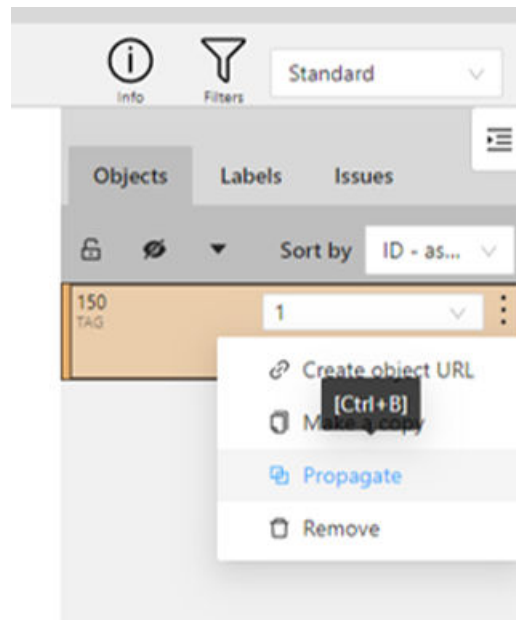 Info
Filters
Standard
Objects Labels Issues
Sort by ID - as...
150 1
TAG
Create object URL
[Ctrl+B]
Make a copy
Propagate
Remove